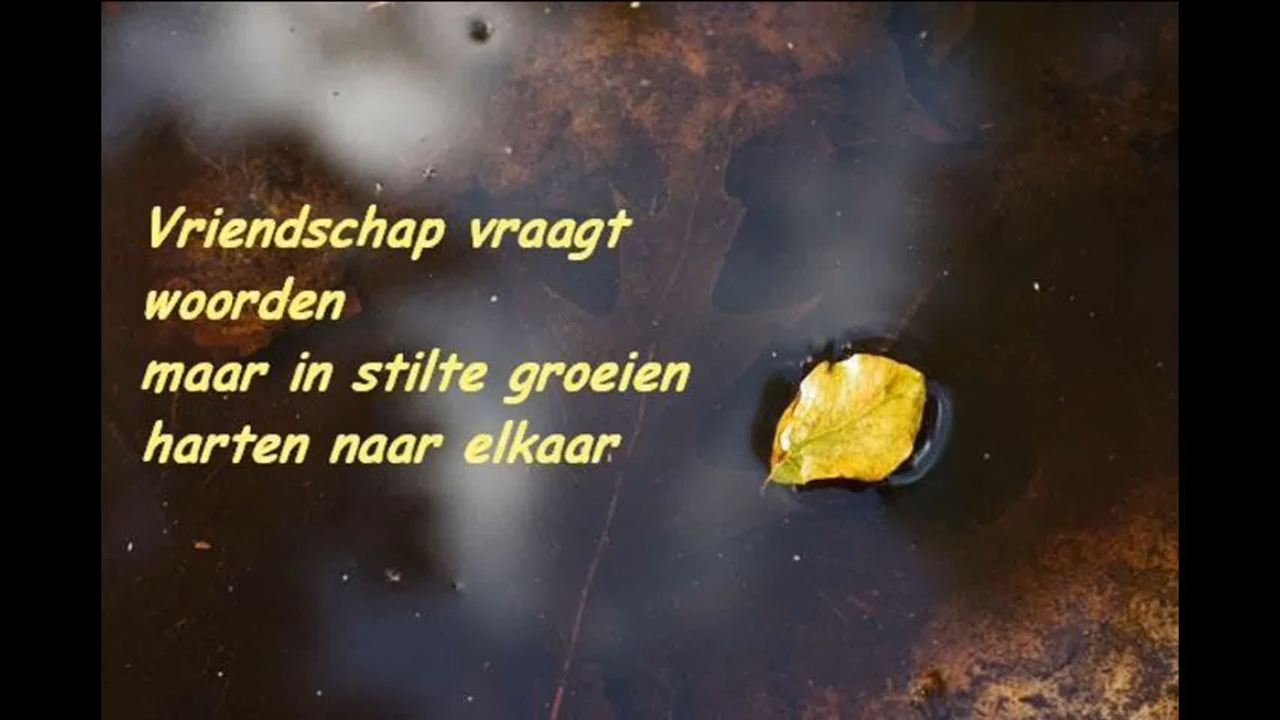 Vriendschap vraagt
woorden
maar in stilte groeien
harten naar elkaar